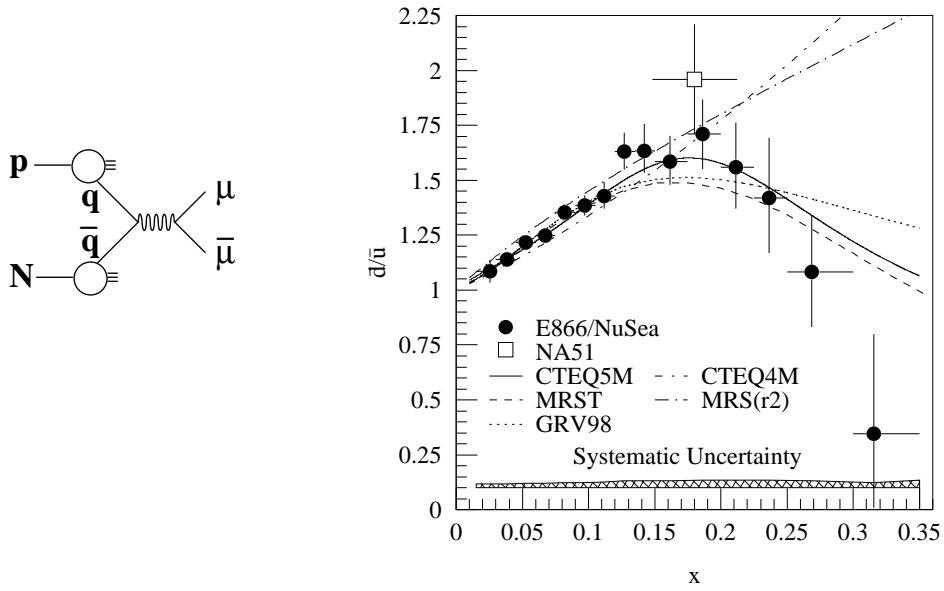 p
q
q̄
N
μ
μ̄
2.25
2
1.75
1.5
1.25
1
0.75
0.5
0.25
0
d̄/ū
E866/NuSea
NA51
CTEQ5M
CTEQ4M
MRST
MRS(r2)
GRV98
Systematic Uncertainty
0 0.05 0.1 0.15 0.2 0.25 0.3 0.35
x